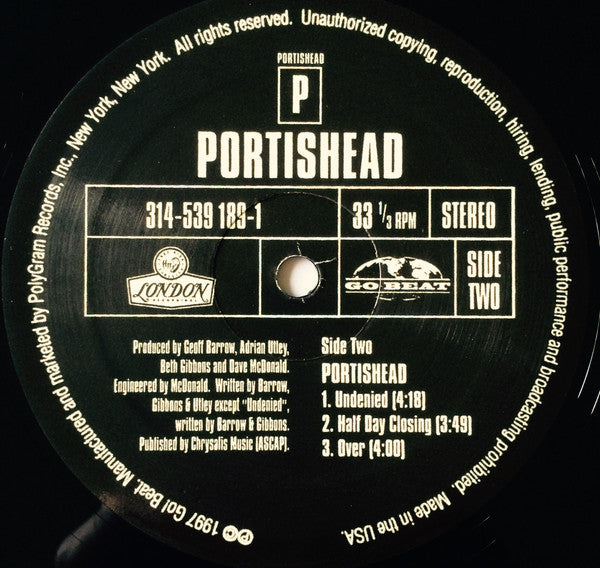 PORTISHEAD
P
PORTISHEAD
314-539 189-1
33 1/3 RPM
STEREO
LONDON
RECORDINGS
GO BEAT
SIDE
TWO
Produced by Geoff Barrow, Adrian Utley,
Beth Gibbons and Dave McDonald.
Engineered by McDonald. Written by Barrow,
Gibbons & Utley except "Undenied",
written by Barrow & Gibbons.
Published by Chrysalis Music (ASCAP).
Side Two
PORTISHEAD
1. Undenied (4:18)
2. Half Day Closing (3:49)
3. Over (4:00)
℗© 1997 Go! Beat. Manufactured and marketed by PolyGram Records, Inc., New York, New York. All rights reserved. Unauthorized copying, reproduction, hiring, lending, public performance and broadcasting prohibited. Made in the USA.